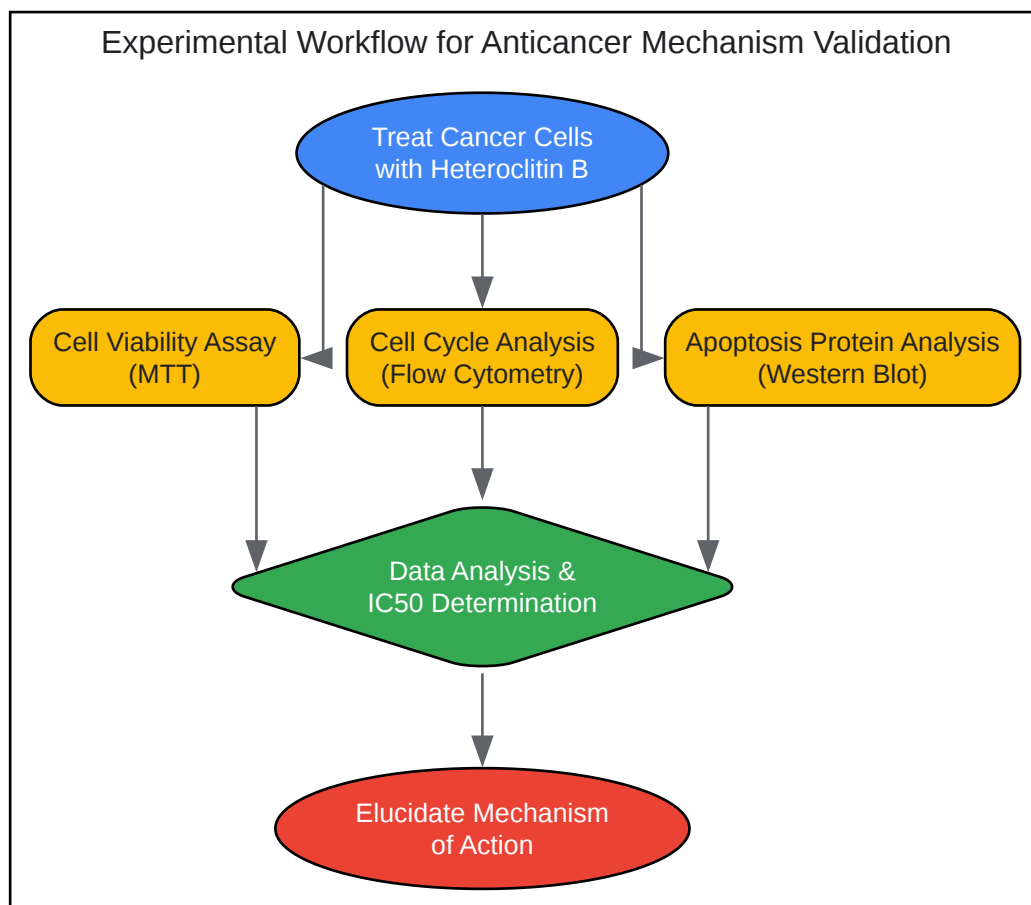 Experimental Workflow for Anticancer Mechanism Validation
Treat Cancer Cells
with Heteroclitin B
Cell Viability Assay
(MTT)
Cell Cycle Analysis
(Flow Cytometry)
Apoptosis Protein Analysis
(Western Blot)
Data Analysis &
IC50 Determination
Elucidate Mechanism
of Action